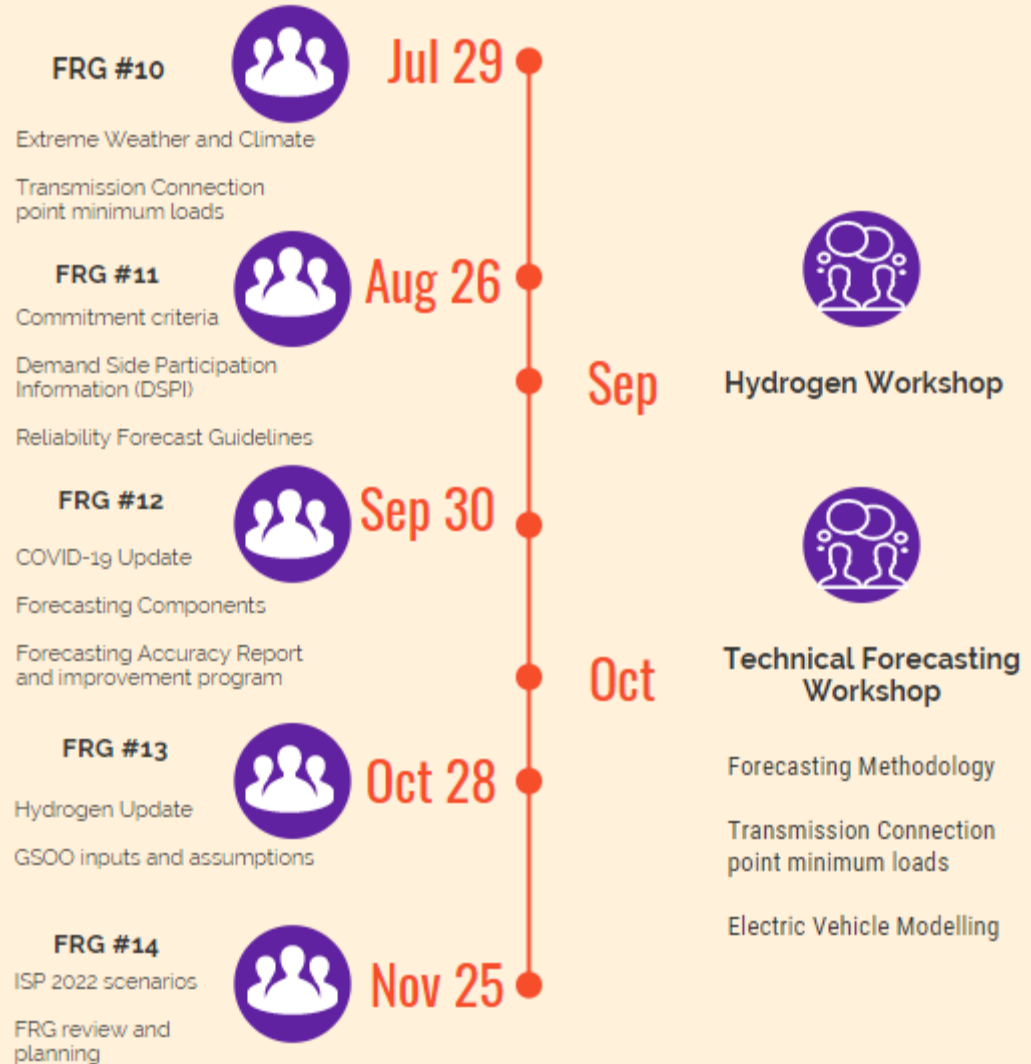 FRG #10
Jul 29
Extreme Weather and Climate
Transmission Connection
point minimum loads
FRG #11
Aug 26
Commitment criteria
Demand Side Participation
Information (DSPI)
Reliability Forecast Guidelines
Sep
Hydrogen Workshop
FRG #12
Sep 30
COVID-19 Update
Forecasting Components
Forecasting Accuracy Report
and improvement program
Oct
Technical Forecasting
Workshop
Forecasting Methodology
Transmission Connection
point minimum loads
Electric Vehicle Modelling
FRG #13
Oct 28
Hydrogen Update
GSOO inputs and assumptions
FRG #14
Nov 25
ISP 2022 scenarios
FRG review and
planning